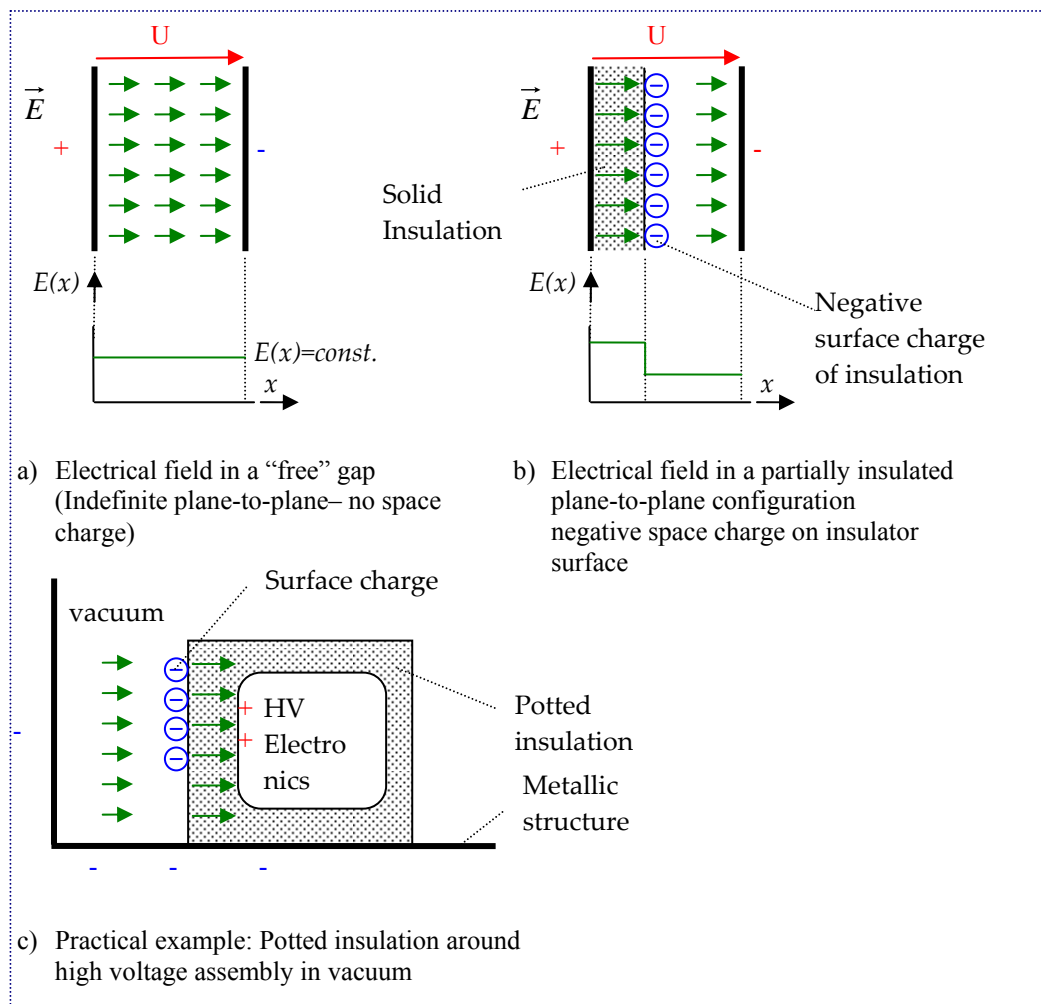 U
E
+
-
E(x)
E(x)=const.
x
U
E
+
-
Solid
Insulation
E(x)
Negative
surface charge
of insulation
x
a) Electrical field in a “free” gap
(Indefinite plane-to-plane– no space
charge)
b) Electrical field in a partially insulated
plane-to-plane configuration
negative space charge on insulator
surface
Surface charge
vacuum
-
+ HV
+ Electro
nics
Potted
insulation
Metallic
structure
- - -
c) Practical example: Potted insulation around
high voltage assembly in vacuum